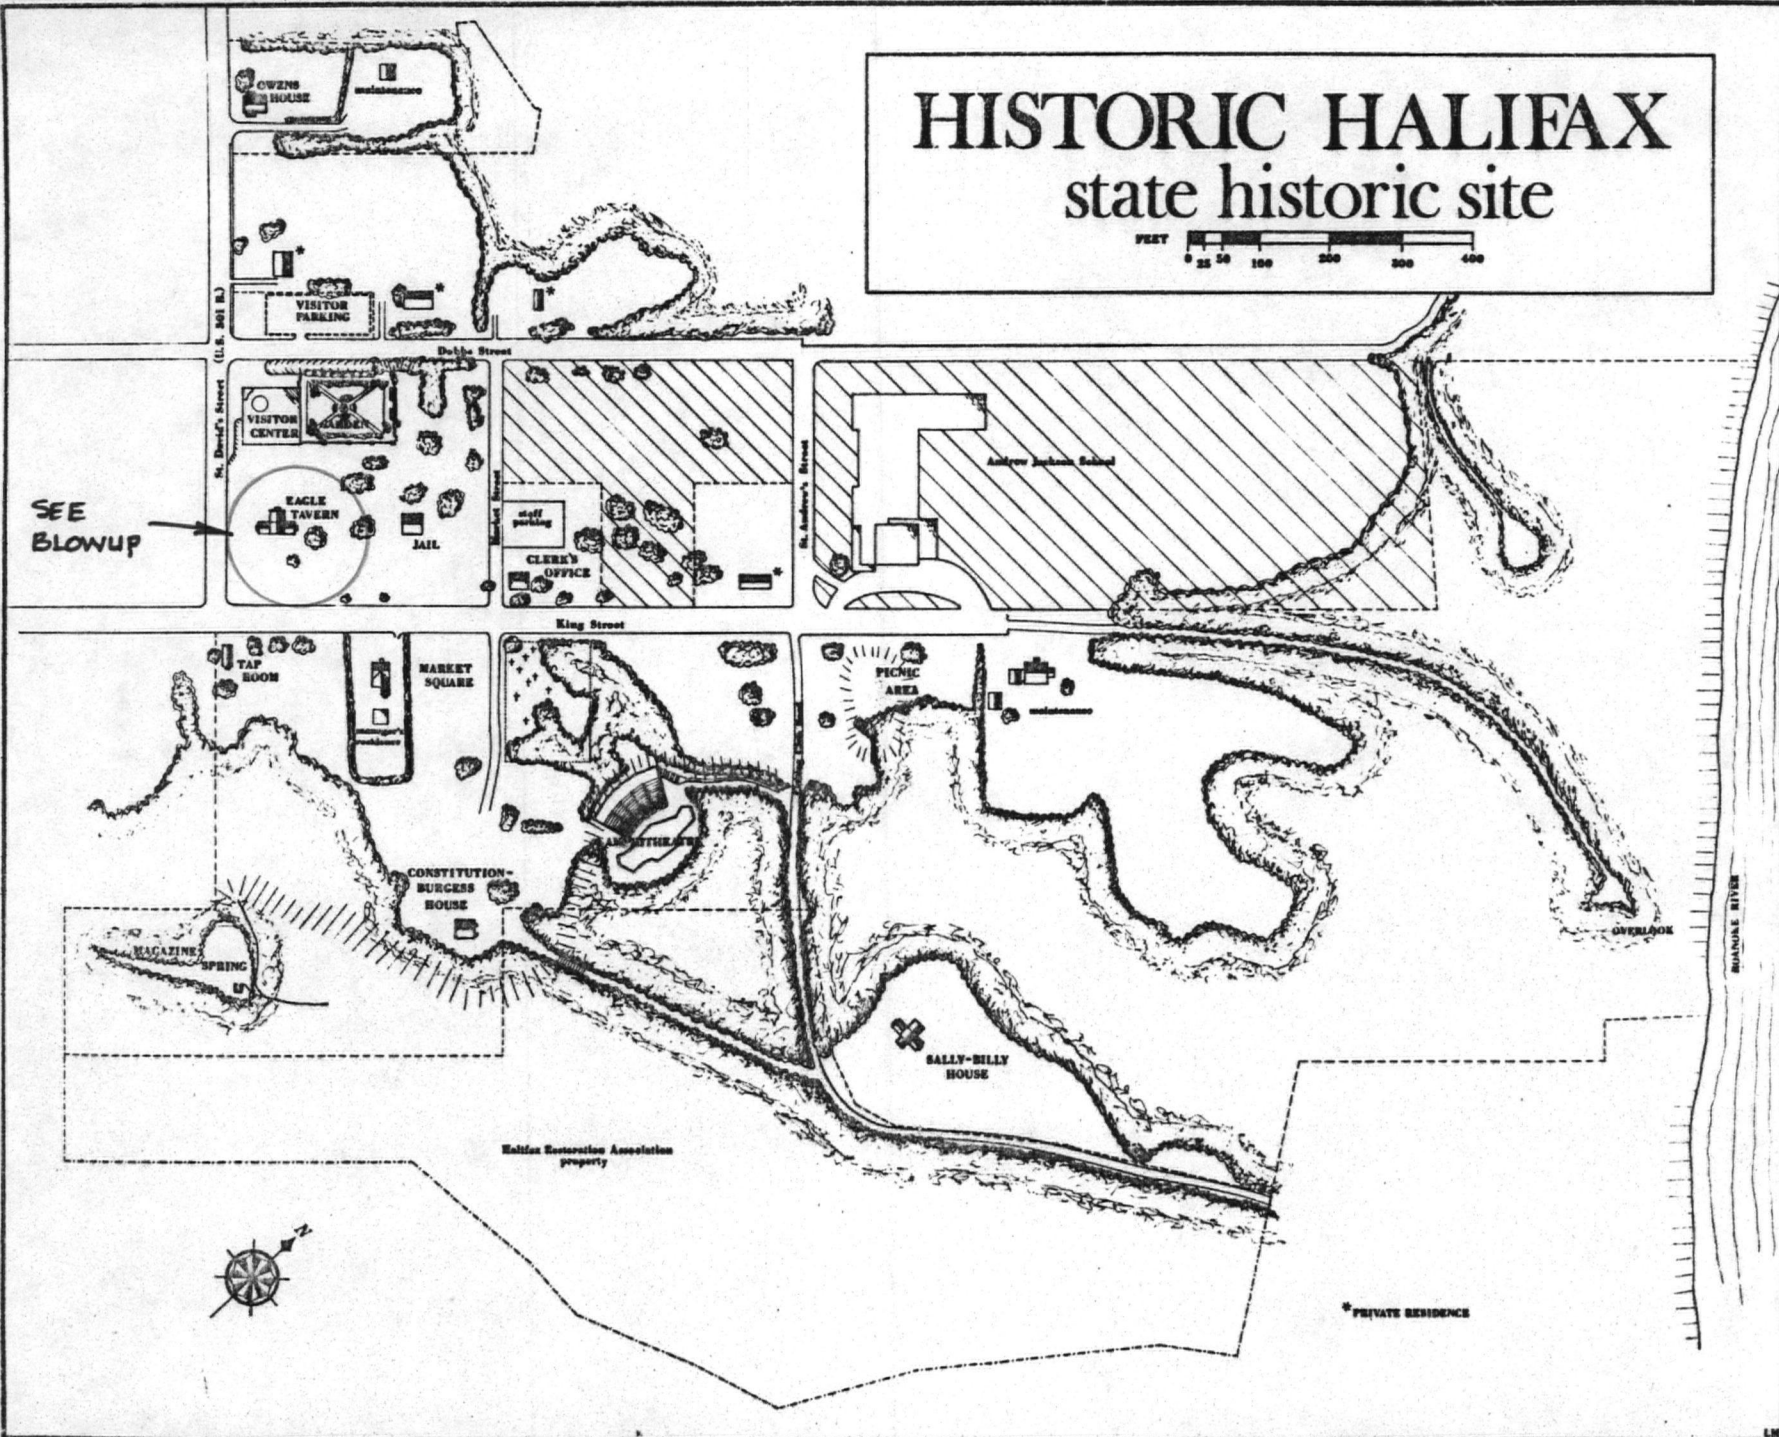 HISTORIC HALIFAX
state historic site
FEET
0 25 50 100 200 300 400
OWENS
HOUSE
maintenance
*
VISITOR
PARKING
*
*
(U.S. 301 B.)
St. David's Street
Dobbs Street
VISITOR
CENTER
GARDEN
Market Street
St. Andrew's Street
Andrew Jackson School
SEE
BLOWUP
EAGLE
TAVERN
JAIL
staff
parking
CLERK'S
OFFICE
*
King Street
TAP
ROOM
MARKET
SQUARE
manager's
residence
PICNIC
AREA
maintenance
AMPHITHEATRE
CONSTITUTION-
BURGESS
HOUSE
MAGAZINE
SPRING
OVERLOOK
ROANOKE RIVER
SALLY-BILLY
HOUSE
Halifax Restoration Association
property
N
*PRIVATE RESIDENCE